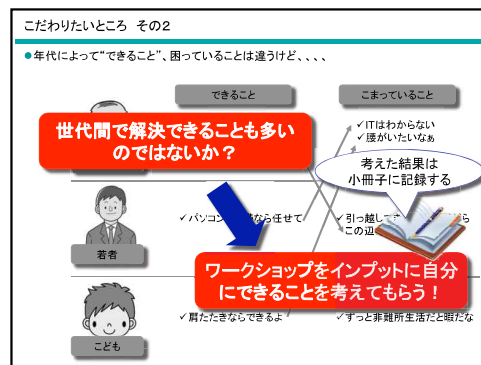 こだわりたいところ その２
年代によって“できること”、困っていることは違うけど、、、、
できること
こまっていること
世代間で解決できることも多い
のではないか？
✓ITはわからない
✓腰がいたいなぁ
考えた結果は
小冊子に記録する
✓パソコン
なら任せて
✓引っ越して
この辺
若者
ワークショップをインプットに自分
にできることを考えてもらう！
✓肩たたきならできるよ
✓ずっと非難所生活だと暇だな
こども